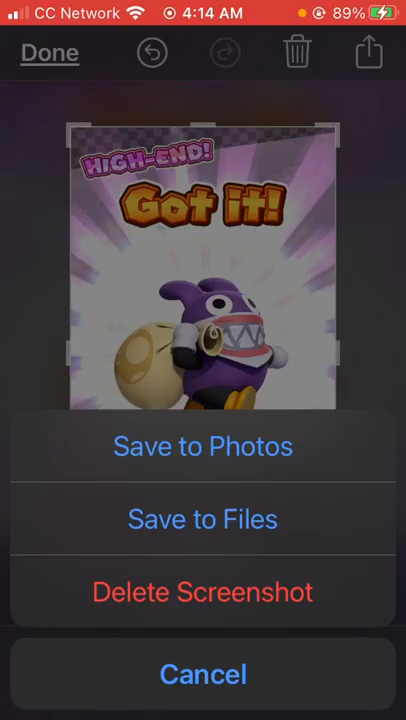 CC Network 4:14 AM 89%
Done
HIGH-END!
Got it!
Save to Photos
Save to Files
Delete Screenshot
Cancel